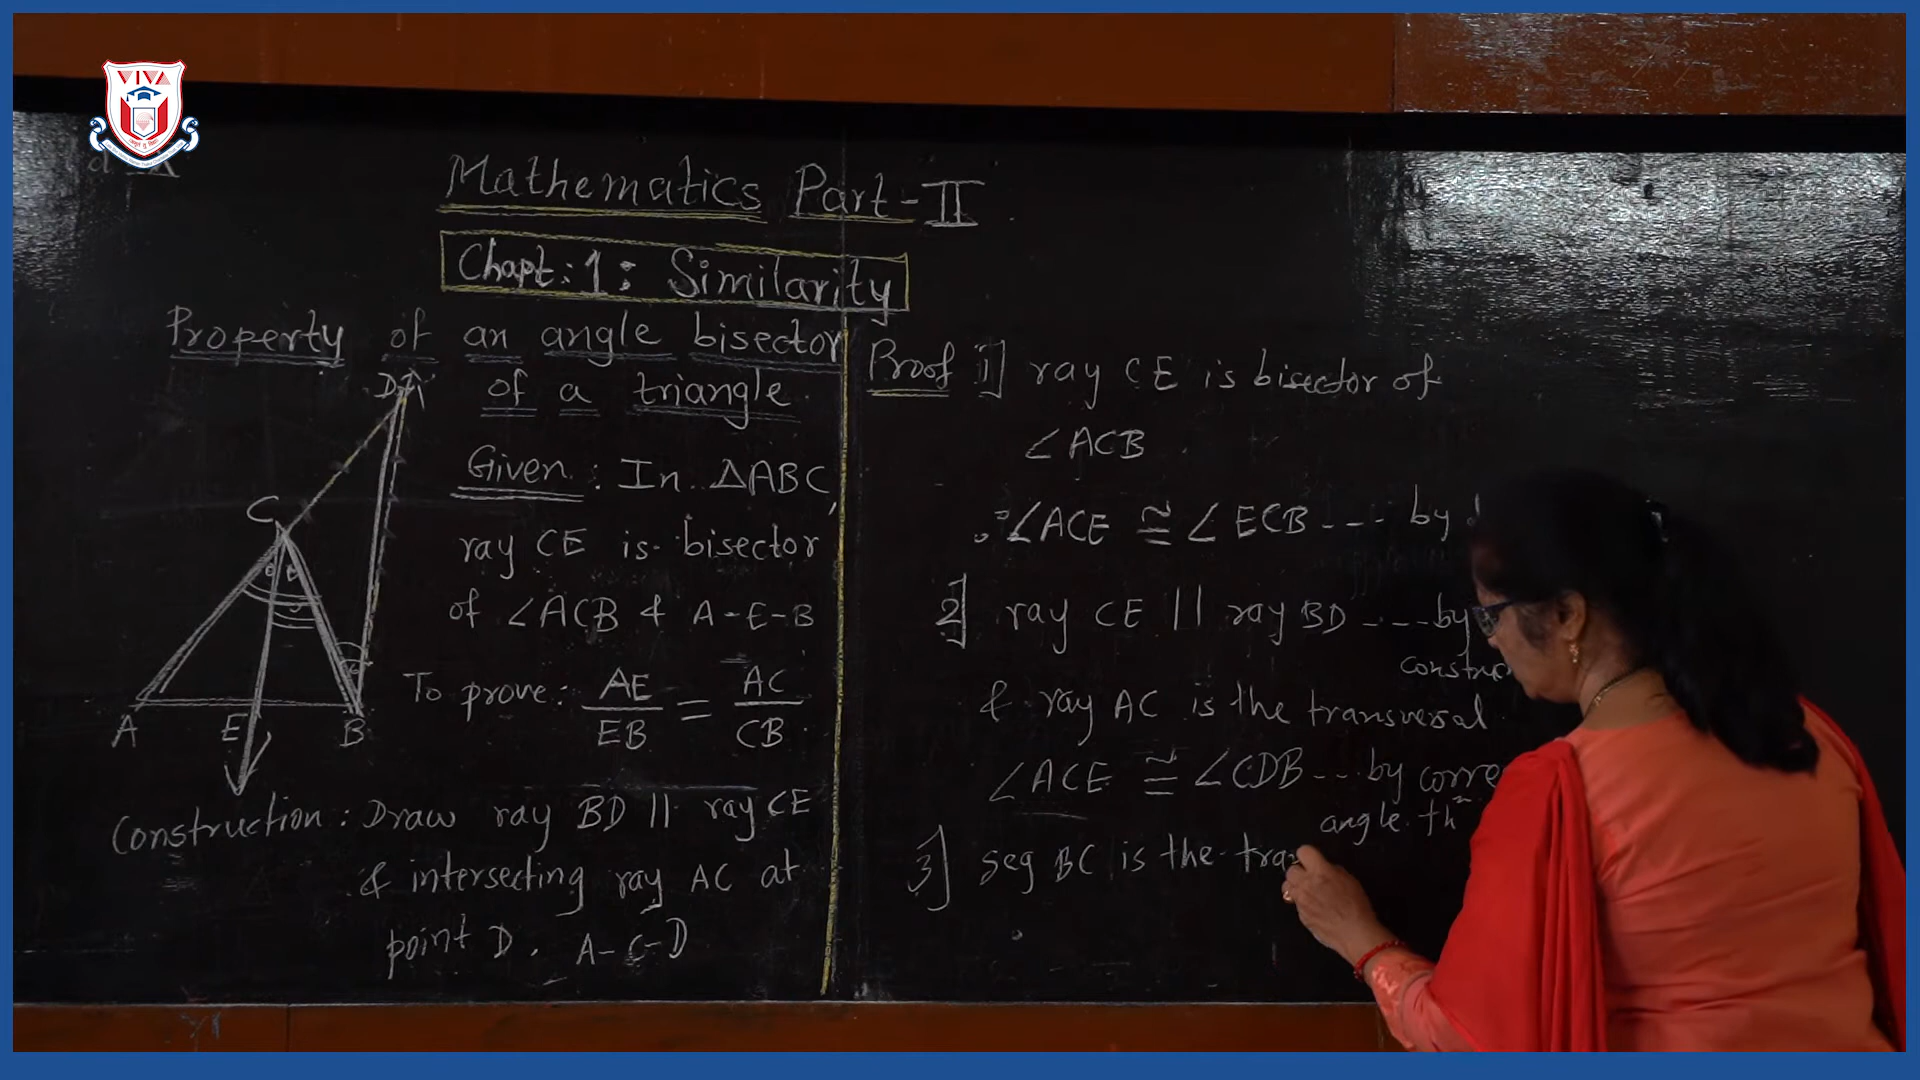 VIVA
Mathematics Part-II
Chapt: 1: Similarity
Property of an angle bisector
of a triangle
D
C
A E B
Given: In △ABC,
ray CE is bisector
of ∠ACB & A-E-B
To prove: AE/EB = AC/CB
Construction: Draw ray BD || ray CE
& intersecting ray AC at
point D. A-C-D
Proof 1] ray CE is bisector of
∠ACB
∴ ∠ACE ≅ ∠ECB --- by
2] ray CE || ray BD --- by
construc
& ray AC is the transversal
∠ACE ≅ ∠CDB -- by corre
angle th
3] seg BC is the tra